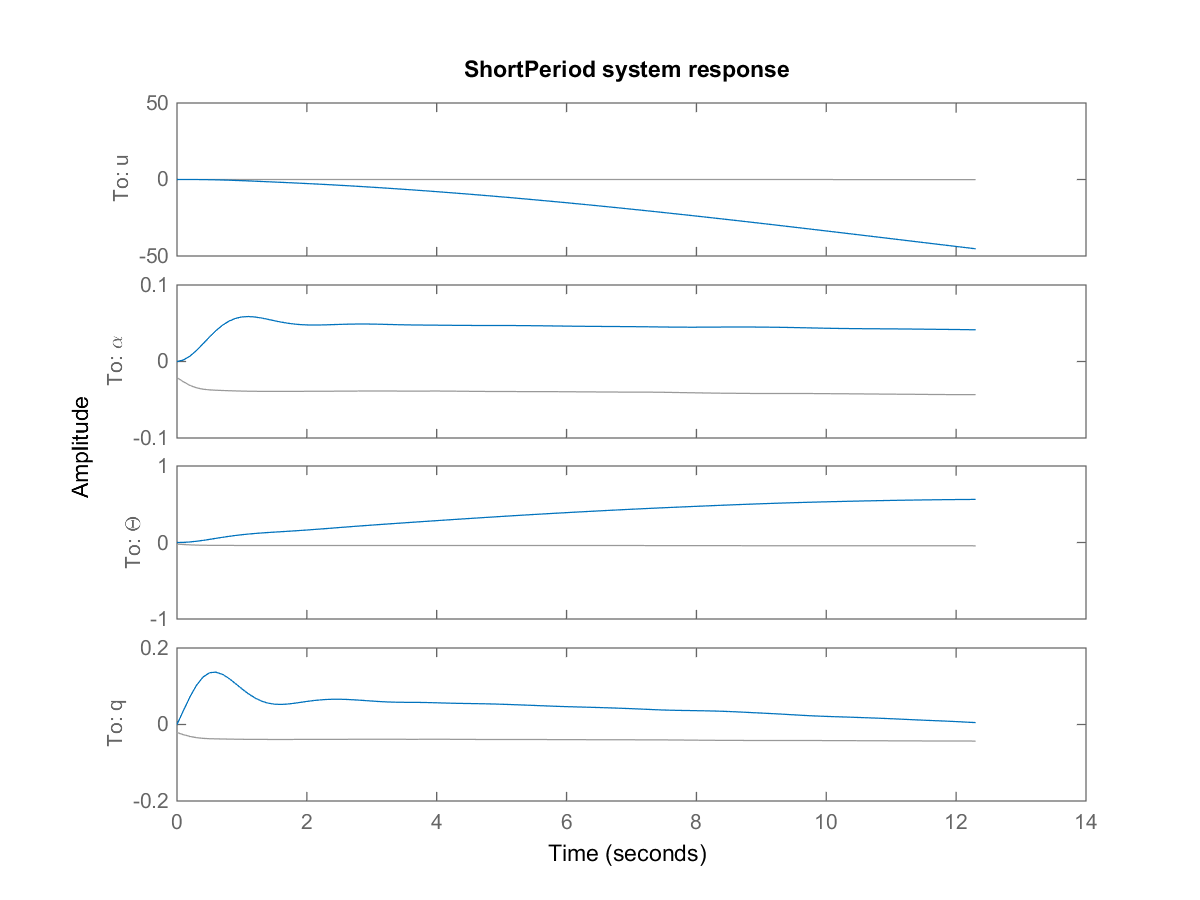 ShortPeriod system response
50
0
-50
To: u
0.1
0
-0.1
To: α
1
0
-1
To: Θ
0.2
0
-0.2
To: q
Amplitude
0 2 4 6 8 10 12 14
Time (seconds)